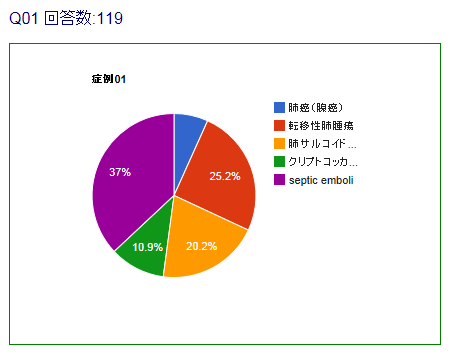 Q01 回答数:119
症例01
肺癌（腺癌）
転移性肺腫瘍
肺サルコイド...
クリプトコッカ...
septic emboli
37%
25.2%
20.2%
10.9%